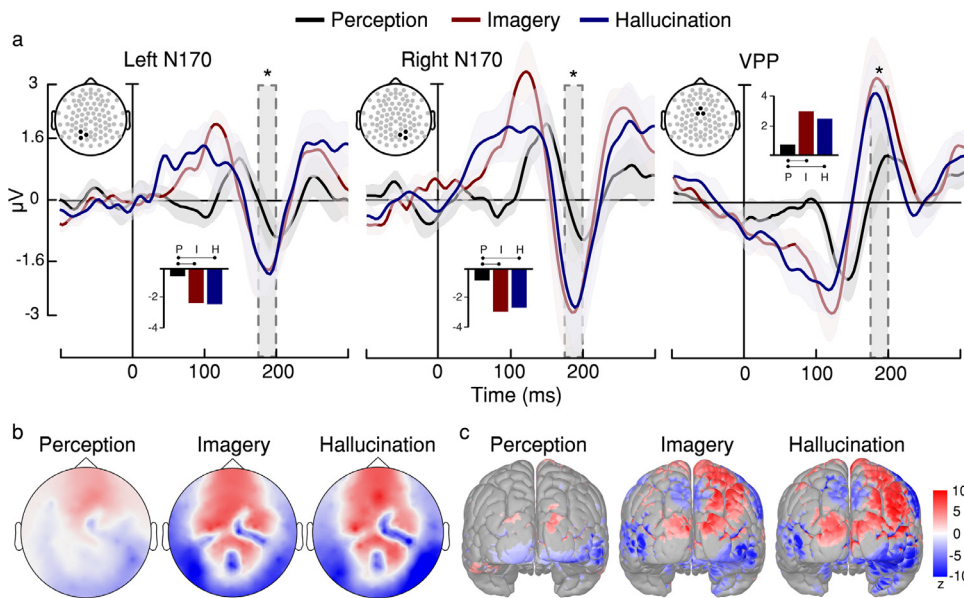 Perception Imagery Hallucination
a
Left N170 Right N170 VPP
* * *
3
1.6
0
-1.6
-3
μV
P I H
-2
-4
P I H
-2
-4
4
2
P I H
0 100 200 0 100 200 0 100 200
Time (ms)
b c
Perception Imagery Hallucination Perception Imagery Hallucination
10
5
0
-5
-10
z